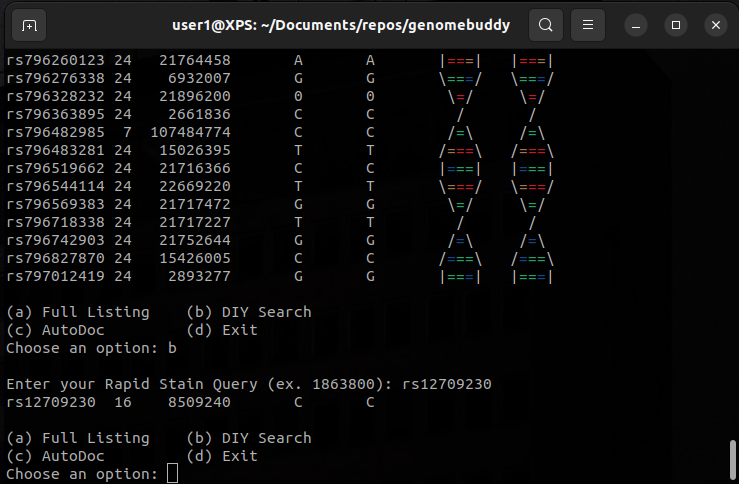 user1@XPS: ~/Documents/repos/genomebuddy
rs796260123 24   21764458       A       A       |===|   |===|
rs796276338 24    6932007       G       G       \===/   \===/
rs796328232 24   21896200       0       0        \=/     \=/
rs796363895 24    2661836       C       C         /       /
rs796482985  7  107484774       C       C        /=\     /=\
rs796483281 24   15026395       T       T       /===\   /===\
rs796519662 24   21716366       C       C       |===|   |===|
rs796544114 24   22669220       T       T       \===/   \===/
rs796569383 24   21717472       G       G        \=/     \=/
rs796718338 24   21717227       T       T         /       /
rs796742903 24   21752644       G       G        /=\     /=\
rs796827870 24   15426005       C       C       /===\   /===\
rs797012419 24    2893277       G       G       |===|   |===|
(a) Full Listing    (b) DIY Search
(c) AutoDoc         (d) Exit
Choose an option: b
Enter your Rapid Stain Query (ex. 1863800): rs12709230
rs12709230  16    8509240       C       C
(a) Full Listing    (b) DIY Search
(c) AutoDoc         (d) Exit
Choose an option: